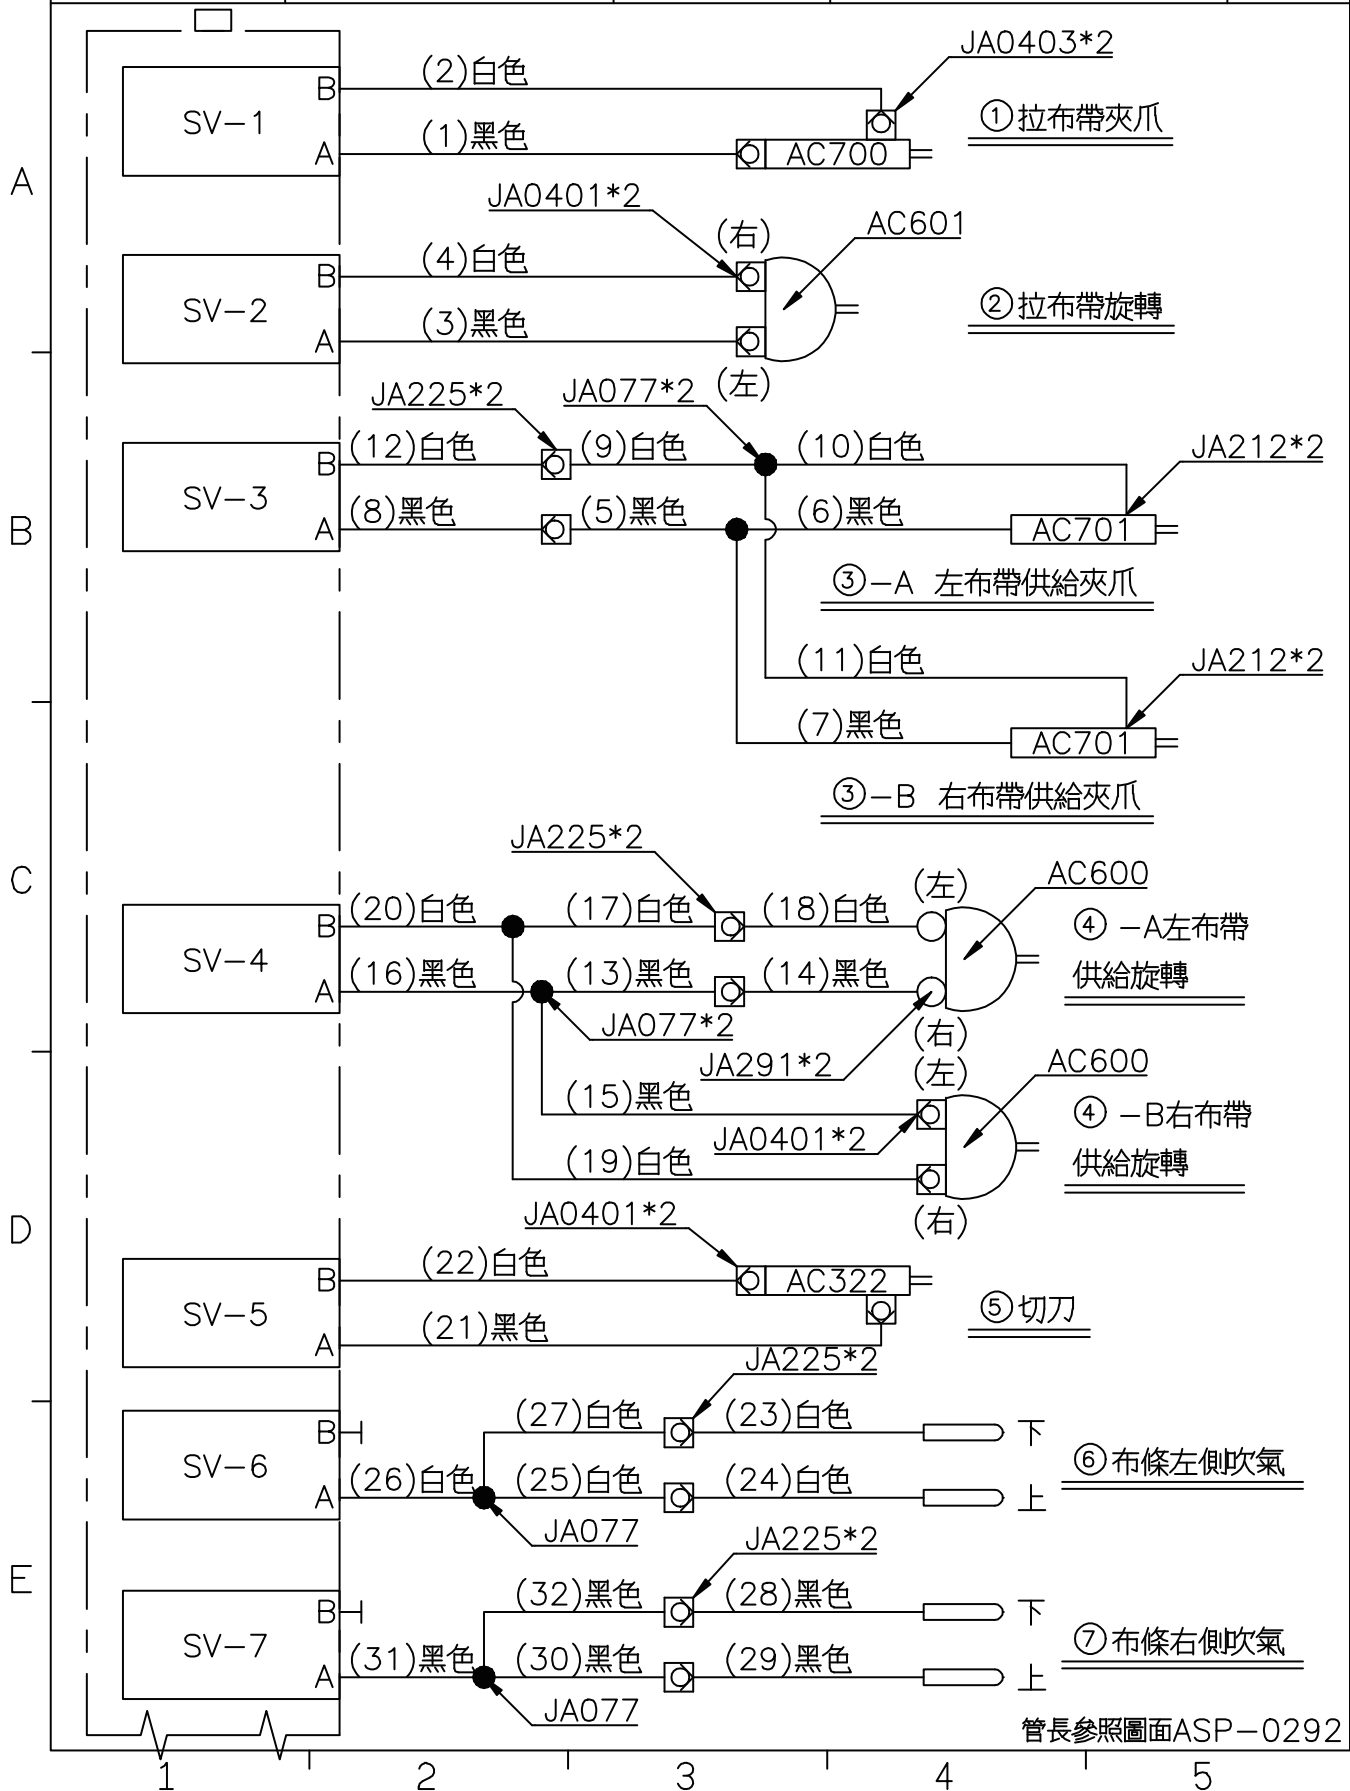 JA0403*2
B
(2)白色
①拉布帶夾爪
SV-1
A
(1)黑色
AC700
A
JA0401*2
(右)
AC601
B
(4)白色
SV-2
②拉布帶旋轉
A
(3)黑色
(左)
JA225*2
JA077*2
B
(12)白色
(9)白色
(10)白色
JA212*2
SV-3
B
A
(8)黑色
(5)黑色
(6)黑色
AC701
③-A 左布帶供給夾爪
(11)白色
JA212*2
(7)黑色
AC701
③-B 右布帶供給夾爪
JA225*2
C
(左)
AC600
B
(20)白色
(17)白色
(18)白色
④ -A左布帶
供給旋轉
SV-4
A
(16)黑色
(13)黑色
(14)黑色
JA077*2
(右)
JA291*2
(左)
AC600
(15)黑色
④ -B右布帶
供給旋轉
JA0401*2
(19)白色
(右)
D
JA0401*2
B
(22)白色
AC322
SV-5
⑤切刀
A
(21)黑色
JA225*2
B
(27)白色
(23)白色
下
SV-6
⑥布條左側吹氣
A
(26)白色
(25)白色
(24)白色
上
JA077
JA225*2
E
B
(32)黑色
(28)黑色
下
SV-7
⑦布條右側吹氣
A
(31)黑色
(30)黑色
(29)黑色
上
JA077
管長參照圖面ASP-0292
1
2
3
4
5